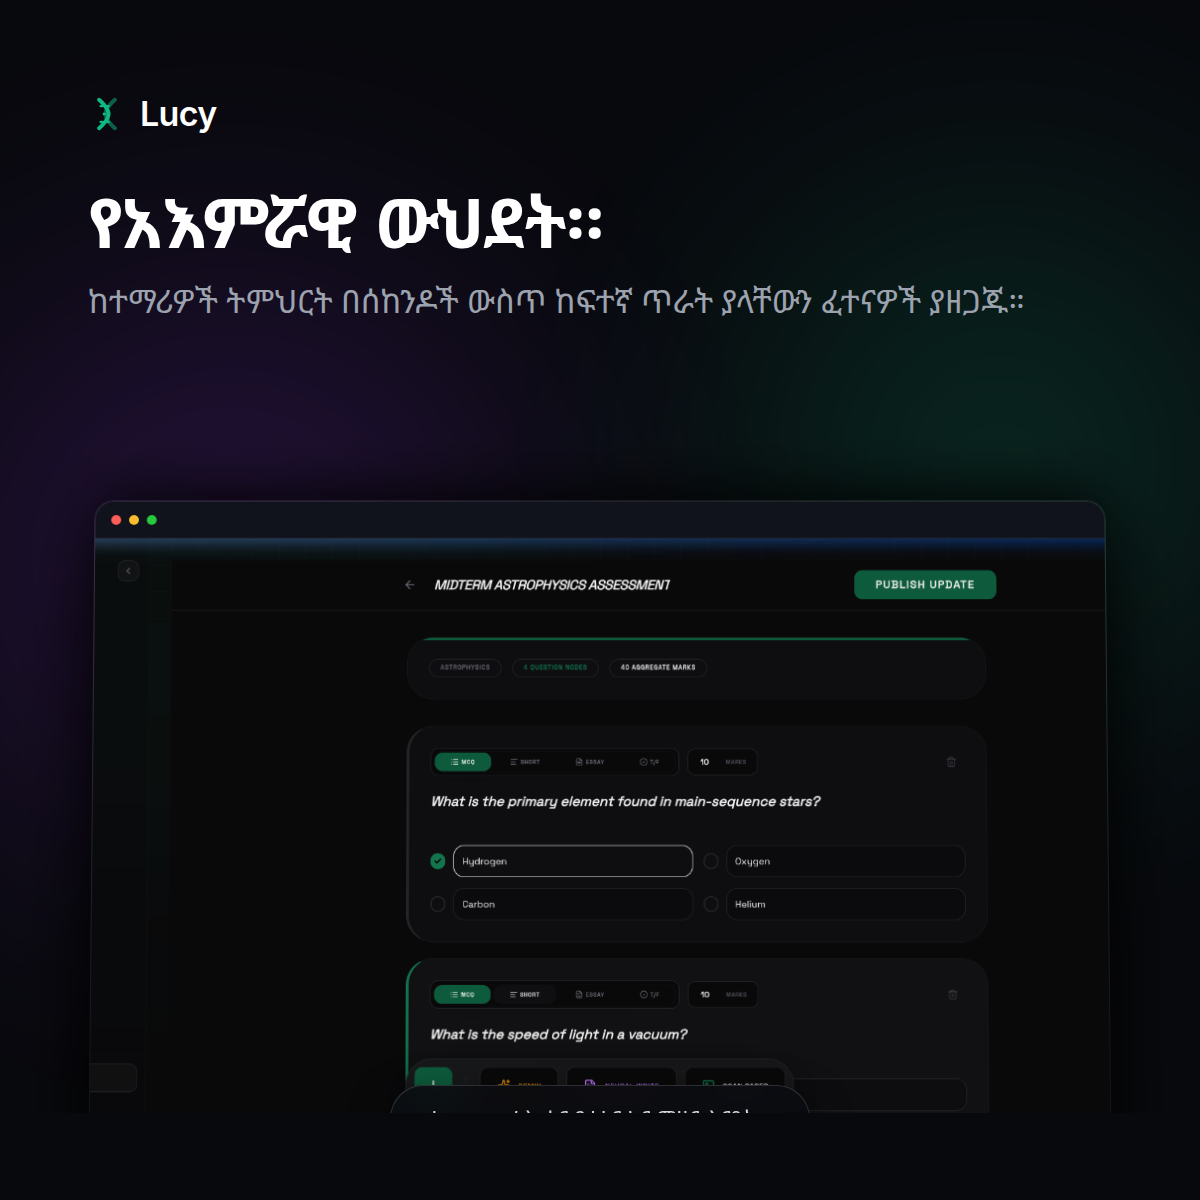 Lucy
የአእምሯዊ ውህደት።
ከተማሪዎች ትምህርት በሰከንዶች ውስጥ ከፍተኛ ጥራት ያላቸውን ፈተናዎች ያዘጋጁ።
MIDTERM ASTROPHYSICS ASSESSMENT
PUBLISH UPDATE
ASTROPHYSICS
4 QUESTION NODES
40 AGGREGATE MARKS
MCQ SHORT ESSAY T/F 10 MARKS
What is the primary element found in main-sequence stars?
Hydrogen Oxygen
Carbon Helium
MCQ SHORT ESSAY T/F 10 MARKS
What is the speed of light in a vacuum?